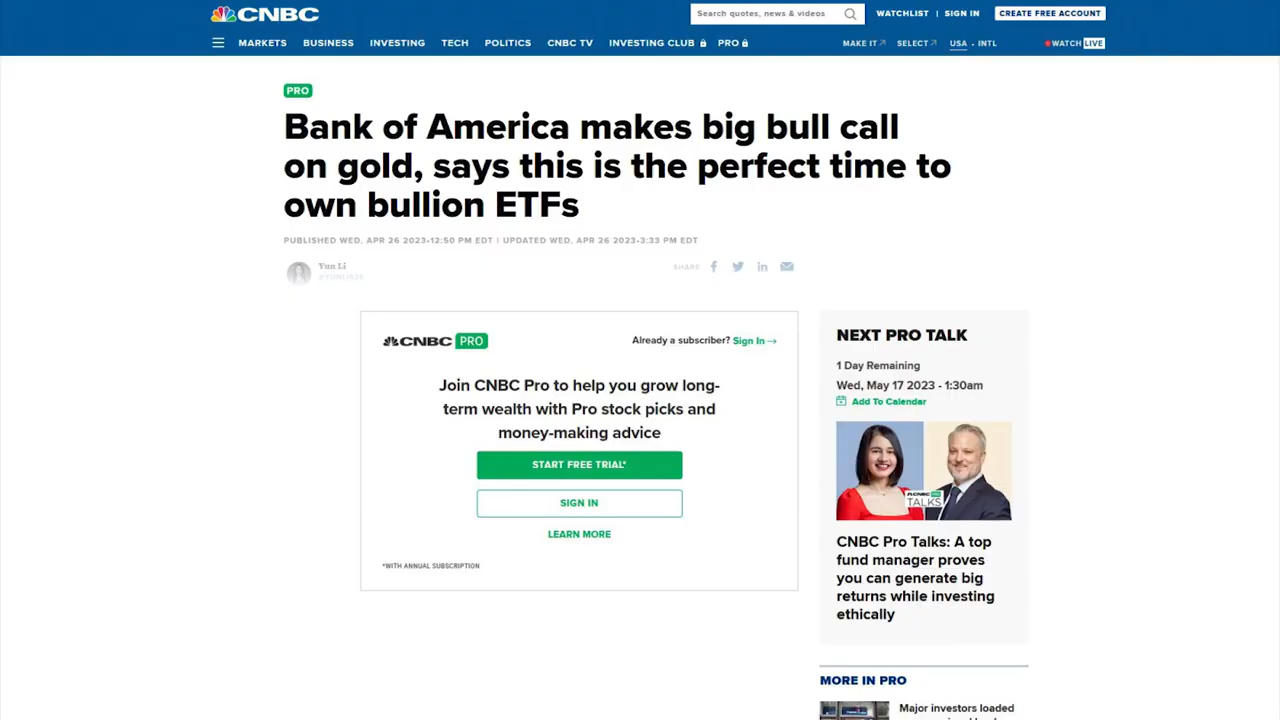 CNBC
Search quotes, news & videos
WATCHLIST | SIGN IN
CREATE FREE ACCOUNT
MARKETS BUSINESS INVESTING TECH POLITICS CNBC TV INVESTING CLUB PRO
MAKE IT SELECT USA • INTL
WATCH LIVE
PRO
Bank of America makes big bull call
on gold, says this is the perfect time to
own bullion ETFs
PUBLISHED WED, APR 26 2023•12:50 PM EDT | UPDATED WED, APR 26 2023•3:33 PM EDT
Yun Li
@YUNLI626
SHARE
CNBC PRO
Already a subscriber? Sign In →
Join CNBC Pro to help you grow long-
term wealth with Pro stock picks and
money-making advice
START FREE TRIAL*
SIGN IN
LEARN MORE
*WITH ANNUAL SUBSCRIPTION
NEXT PRO TALK
1 Day Remaining
Wed, May 17 2023 - 1:30am
Add To Calendar
CNBC PRO
TALKS
CNBC Pro Talks: A top
fund manager proves
you can generate big
returns while investing
ethically
MORE IN PRO
Major investors loaded